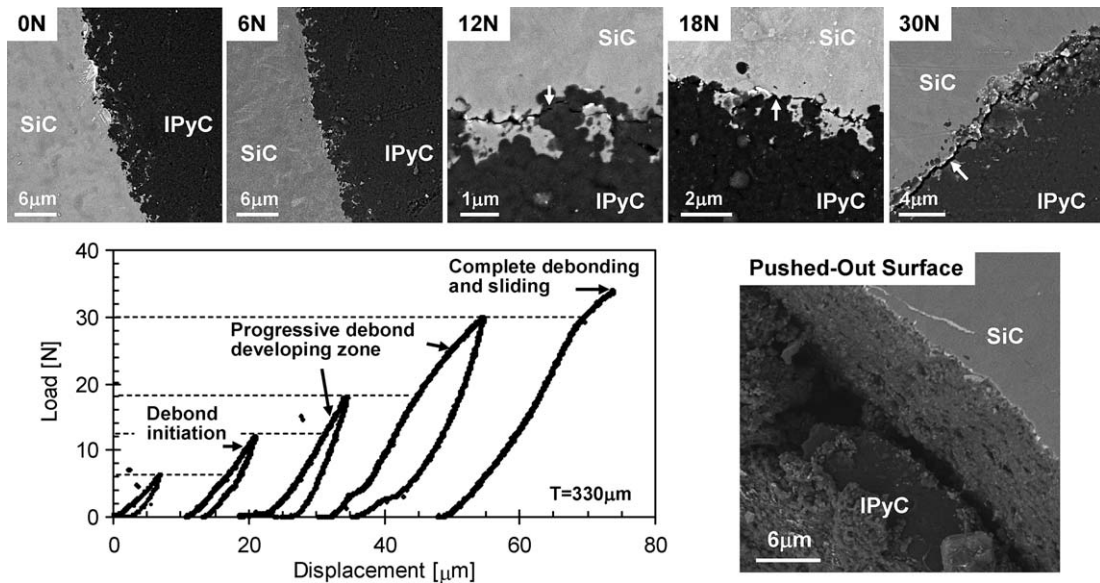 0N
SiC
IPyC
6μm
6N
SiC
IPyC
6μm
12N
SiC
IPyC
1μm
18N
SiC
IPyC
2μm
30N
SiC
IPyC
4μm
40
30
20
10
0
Load [N]
Debond
initiation
Progressive debond
developing zone
Complete debonding
and sliding
T=330μm
0
20
40
60
80
Displacement [μm]
Pushed-Out Surface
SiC
IPyC
6μm